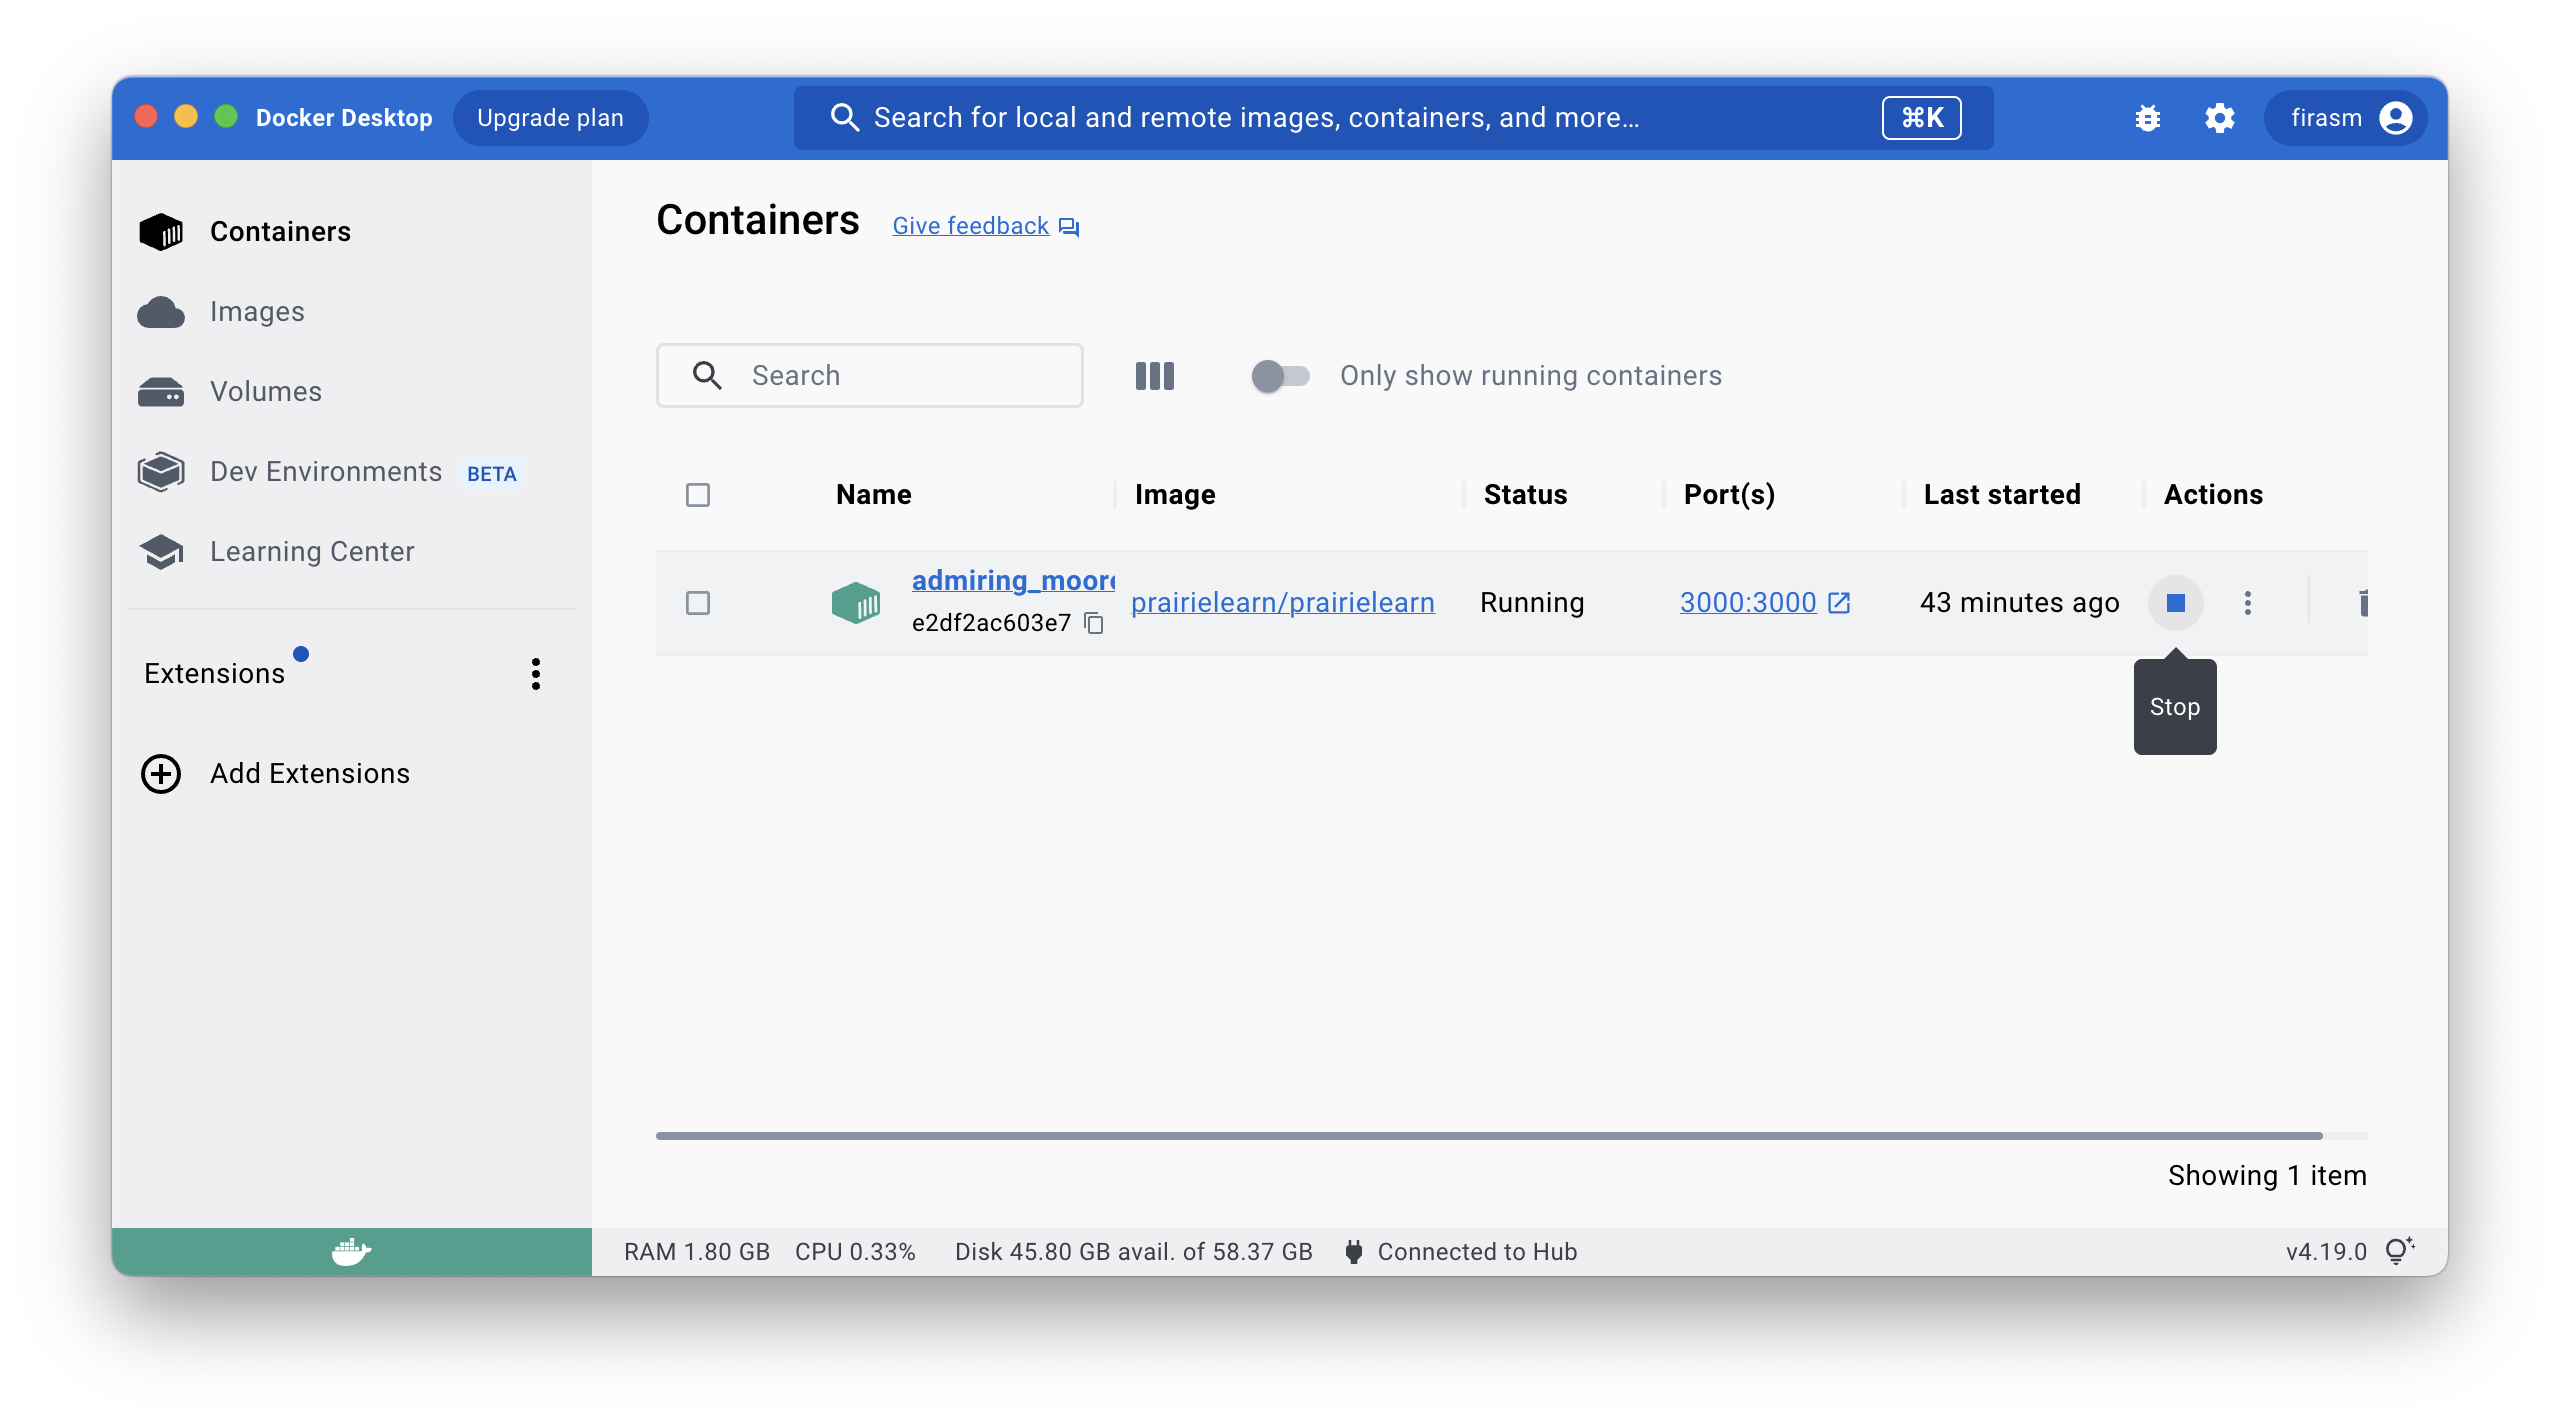 Docker Desktop
Upgrade plan
Search for local and remote images, containers, and more...
⌘K
firasm
Containers
Images
Volumes
Dev Environments BETA
Learning Center
Extensions
Add Extensions
Containers
Give feedback
Search
Only show running containers
Name Image Status Port(s) Last started Actions
admiring_moore
e2df2ac603e7
prairielearn/prairielearn
Running
3000:3000
43 minutes ago
Stop
Showing 1 item
RAM 1.80 GB CPU 0.33% Disk 45.80 GB avail. of 58.37 GB Connected to Hub
v4.19.0